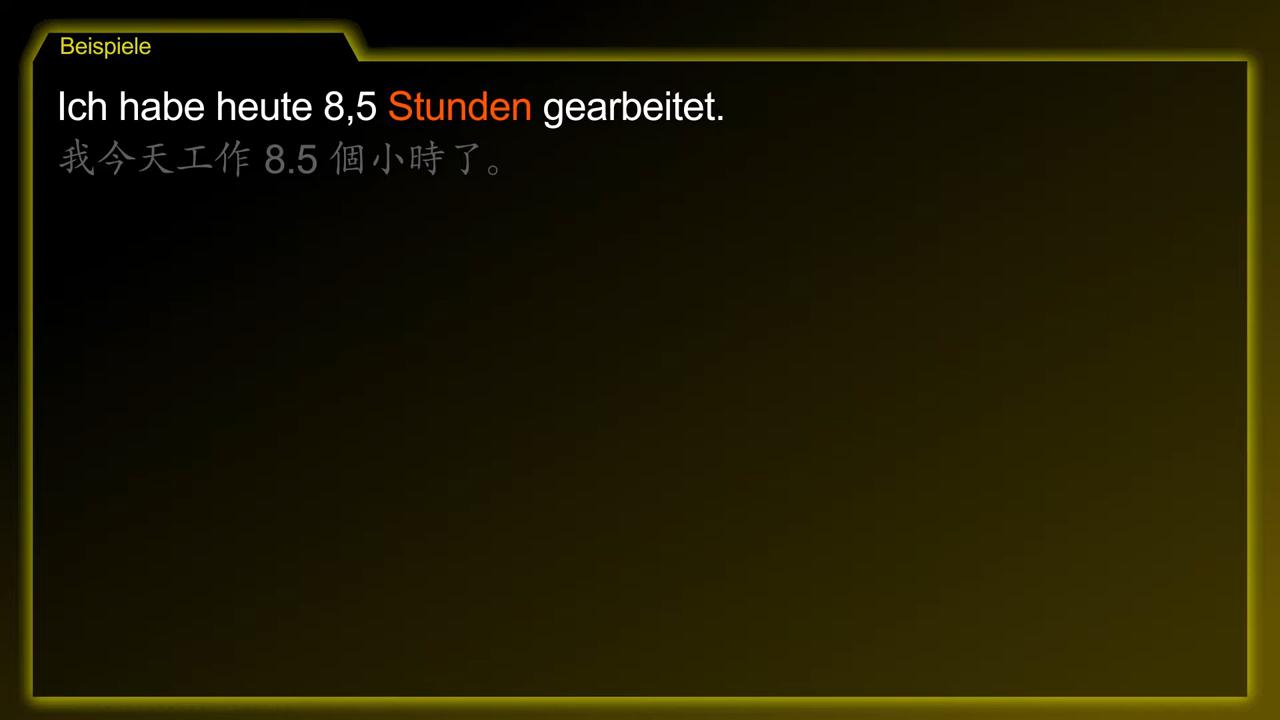 Beispiele
Ich habe heute 8,5 Stunden gearbeitet.
我今天工作 8.5 個小時了。